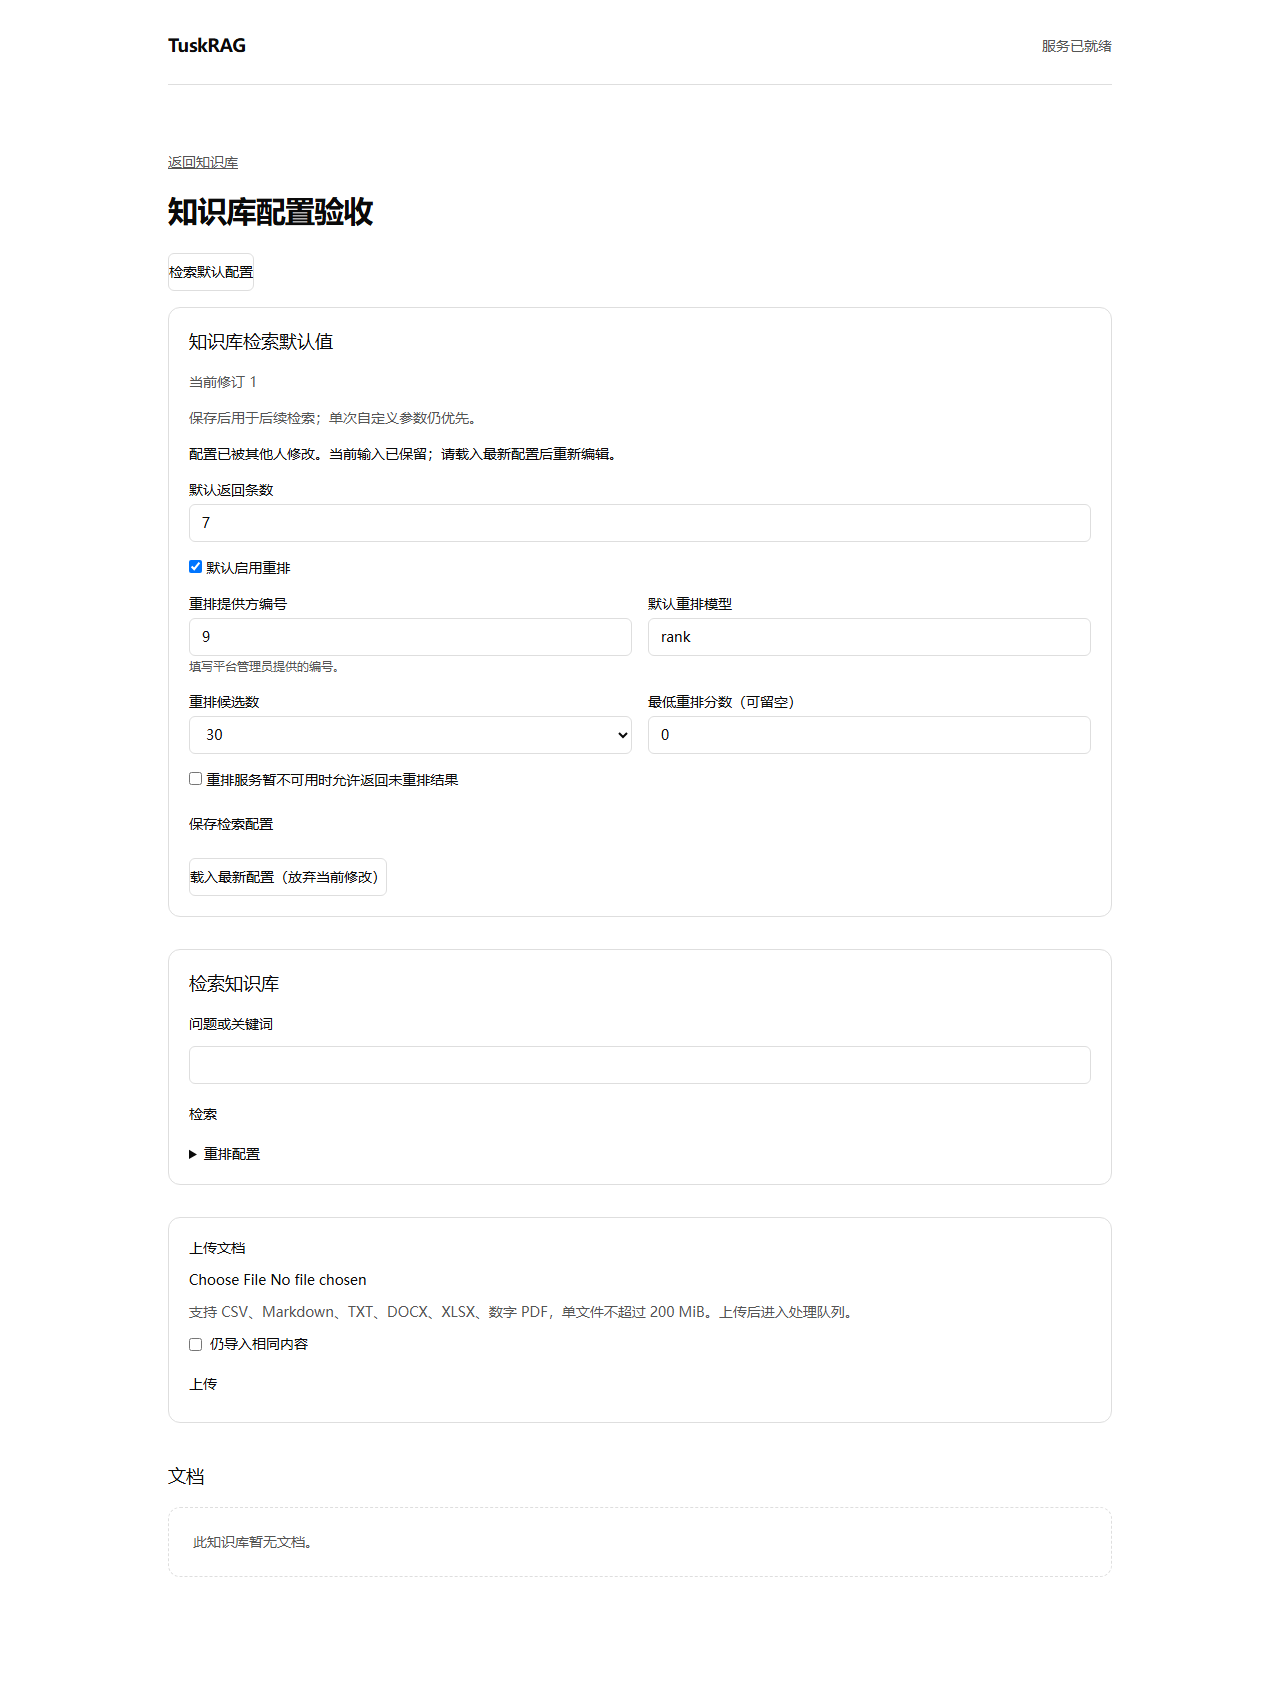 TuskRAG
服务已就绪
返回知识库
知识库配置验收
检索默认配置
知识库检索默认值
当前修订 1
保存后用于后续检索；单次自定义参数仍优先。
配置已被其他人修改。当前输入已保留；请载入最新配置后重新编辑。
默认返回条数
7
默认启用重排
重排提供方编号
9
填写平台管理员提供的编号。
默认重排模型
rank
重排候选数
30
最低重排分数（可留空）
0
重排服务暂不可用时允许返回未重排结果
保存检索配置
载入最新配置（放弃当前修改）
检索知识库
问题或关键词
检索
重排配置
上传文档
Choose File No file chosen
支持 CSV、Markdown、TXT、DOCX、XLSX、数字 PDF，单文件不超过 200 MiB。上传后进入处理队列。
仍导入相同内容
上传
文档
此知识库暂无文档。